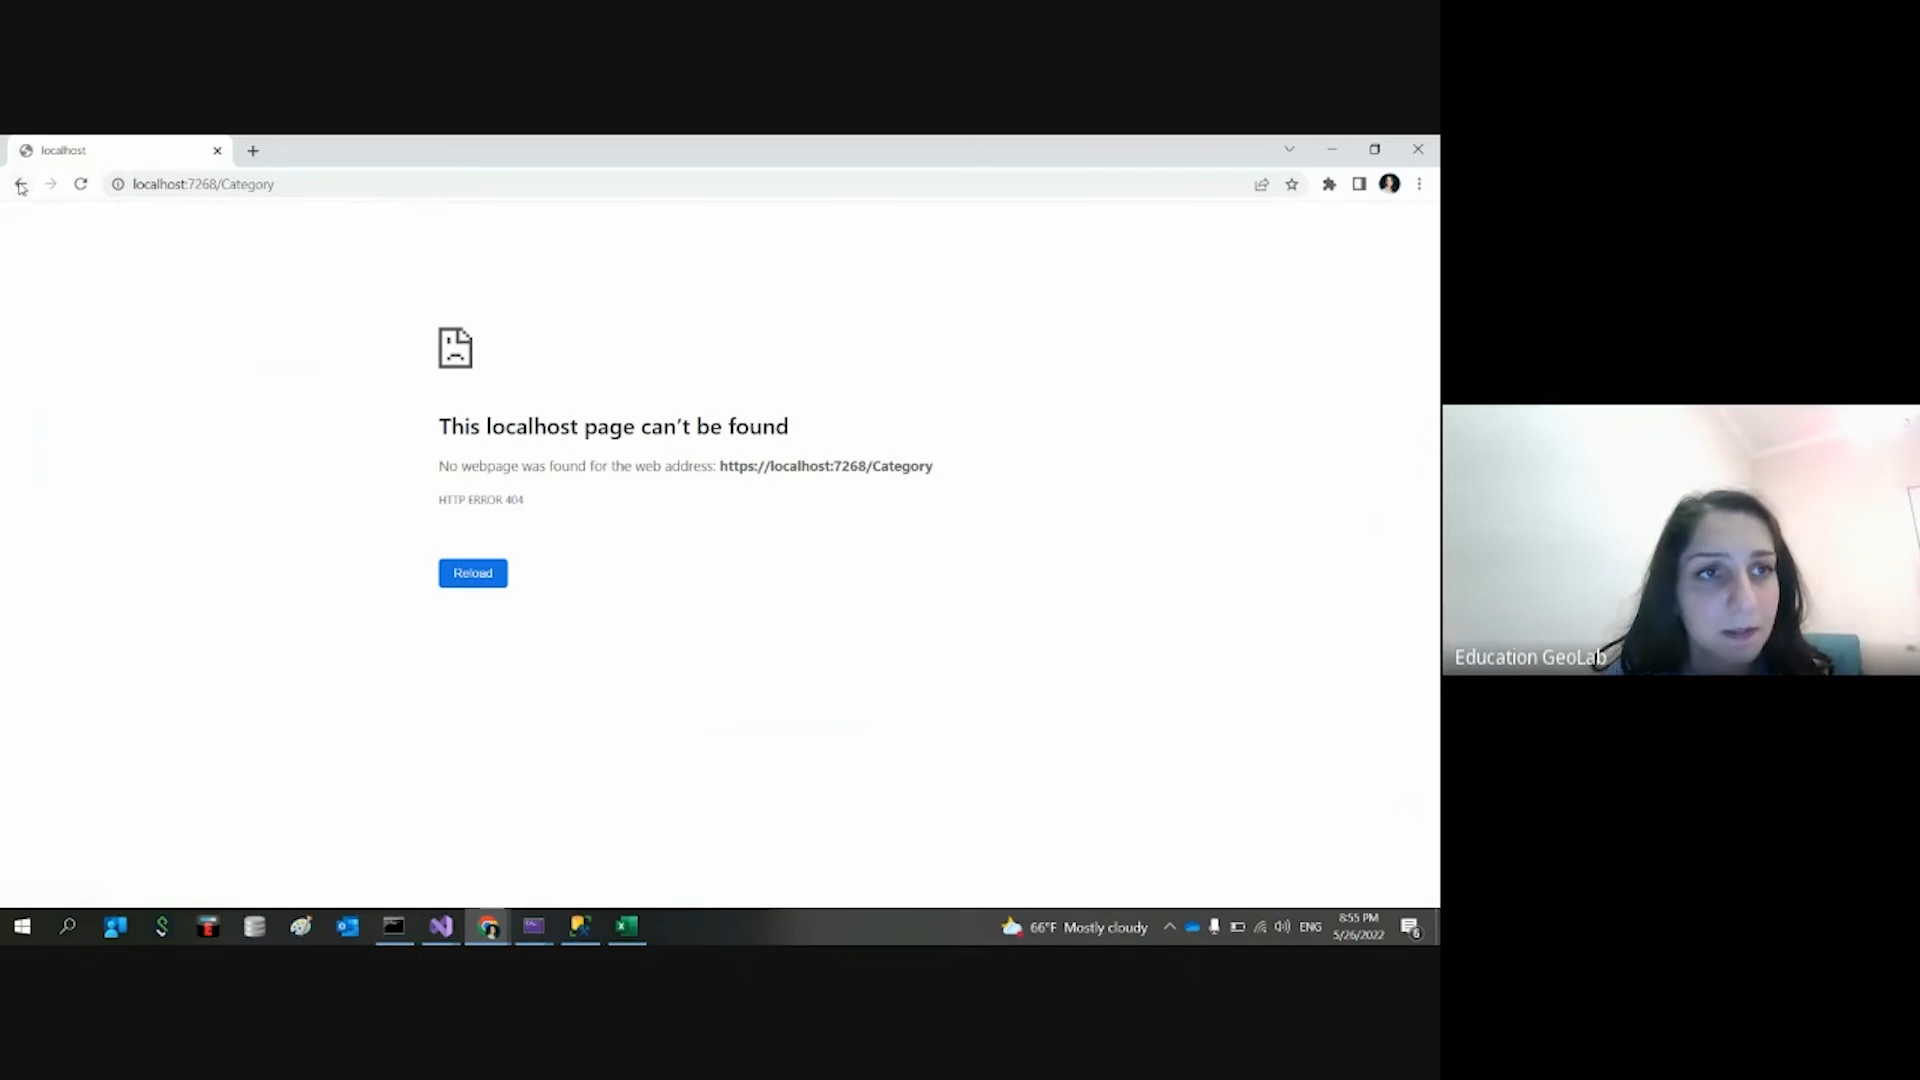 localhost
localhost:7268/Category
This localhost page can't be found
No webpage was found for the web address: https://localhost:7268/Category
HTTP ERROR 404
Reload
Education GeoLab
66°F Mostly cloudy
ENG
8:55 PM
5/26/2022
6